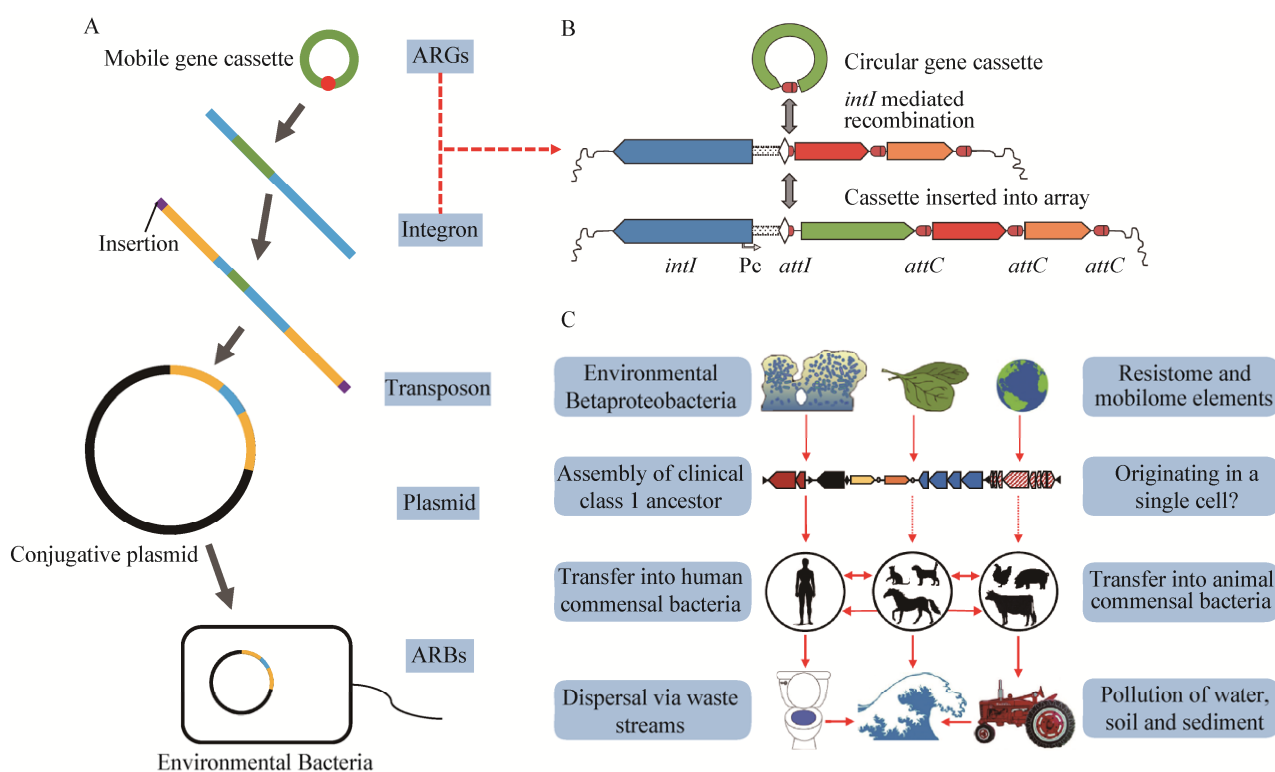 A
Mobile gene cassette
ARGs
Insertion
Integron
Transposon
Plasmid
Conjugative plasmid
ARBs
Environmental Bacteria
B
Circular gene cassette
intI mediated
recombination
Cassette inserted into array
intI
Pc
attI
attC
attC
attC
C
Environmental
Betaproteobacteria
Resistome and
mobilome elements
Assembly of clinical
class 1 ancestor
Originating in a
single cell?
Transfer into human
commensal bacteria
Transfer into animal
commensal bacteria
Dispersal via waste
streams
Pollution of water,
soil and sediment